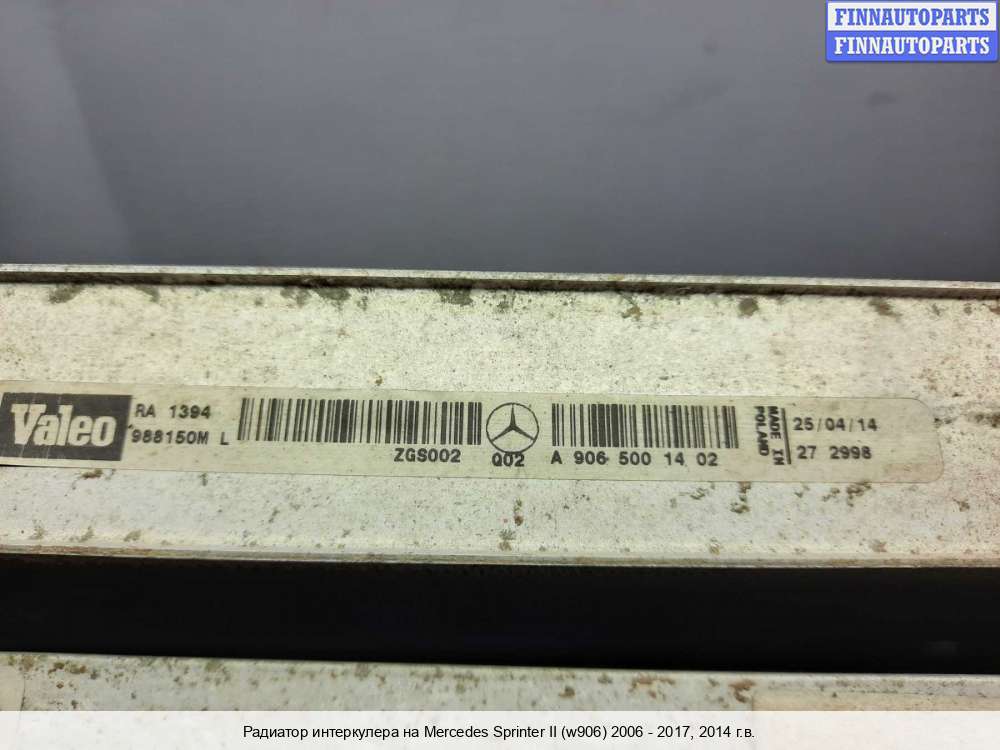 FINNAUTOPARTS
FINNAUTOPARTS
Valeo
RA 1394
988150M L
ZGS002
Q02
A 906 500 14 02
MADE IN
POLAND
25/04/14
27 2998
Радиатор интеркулера на Mercedes Sprinter II (w906) 2006 - 2017, 2014 г.в.